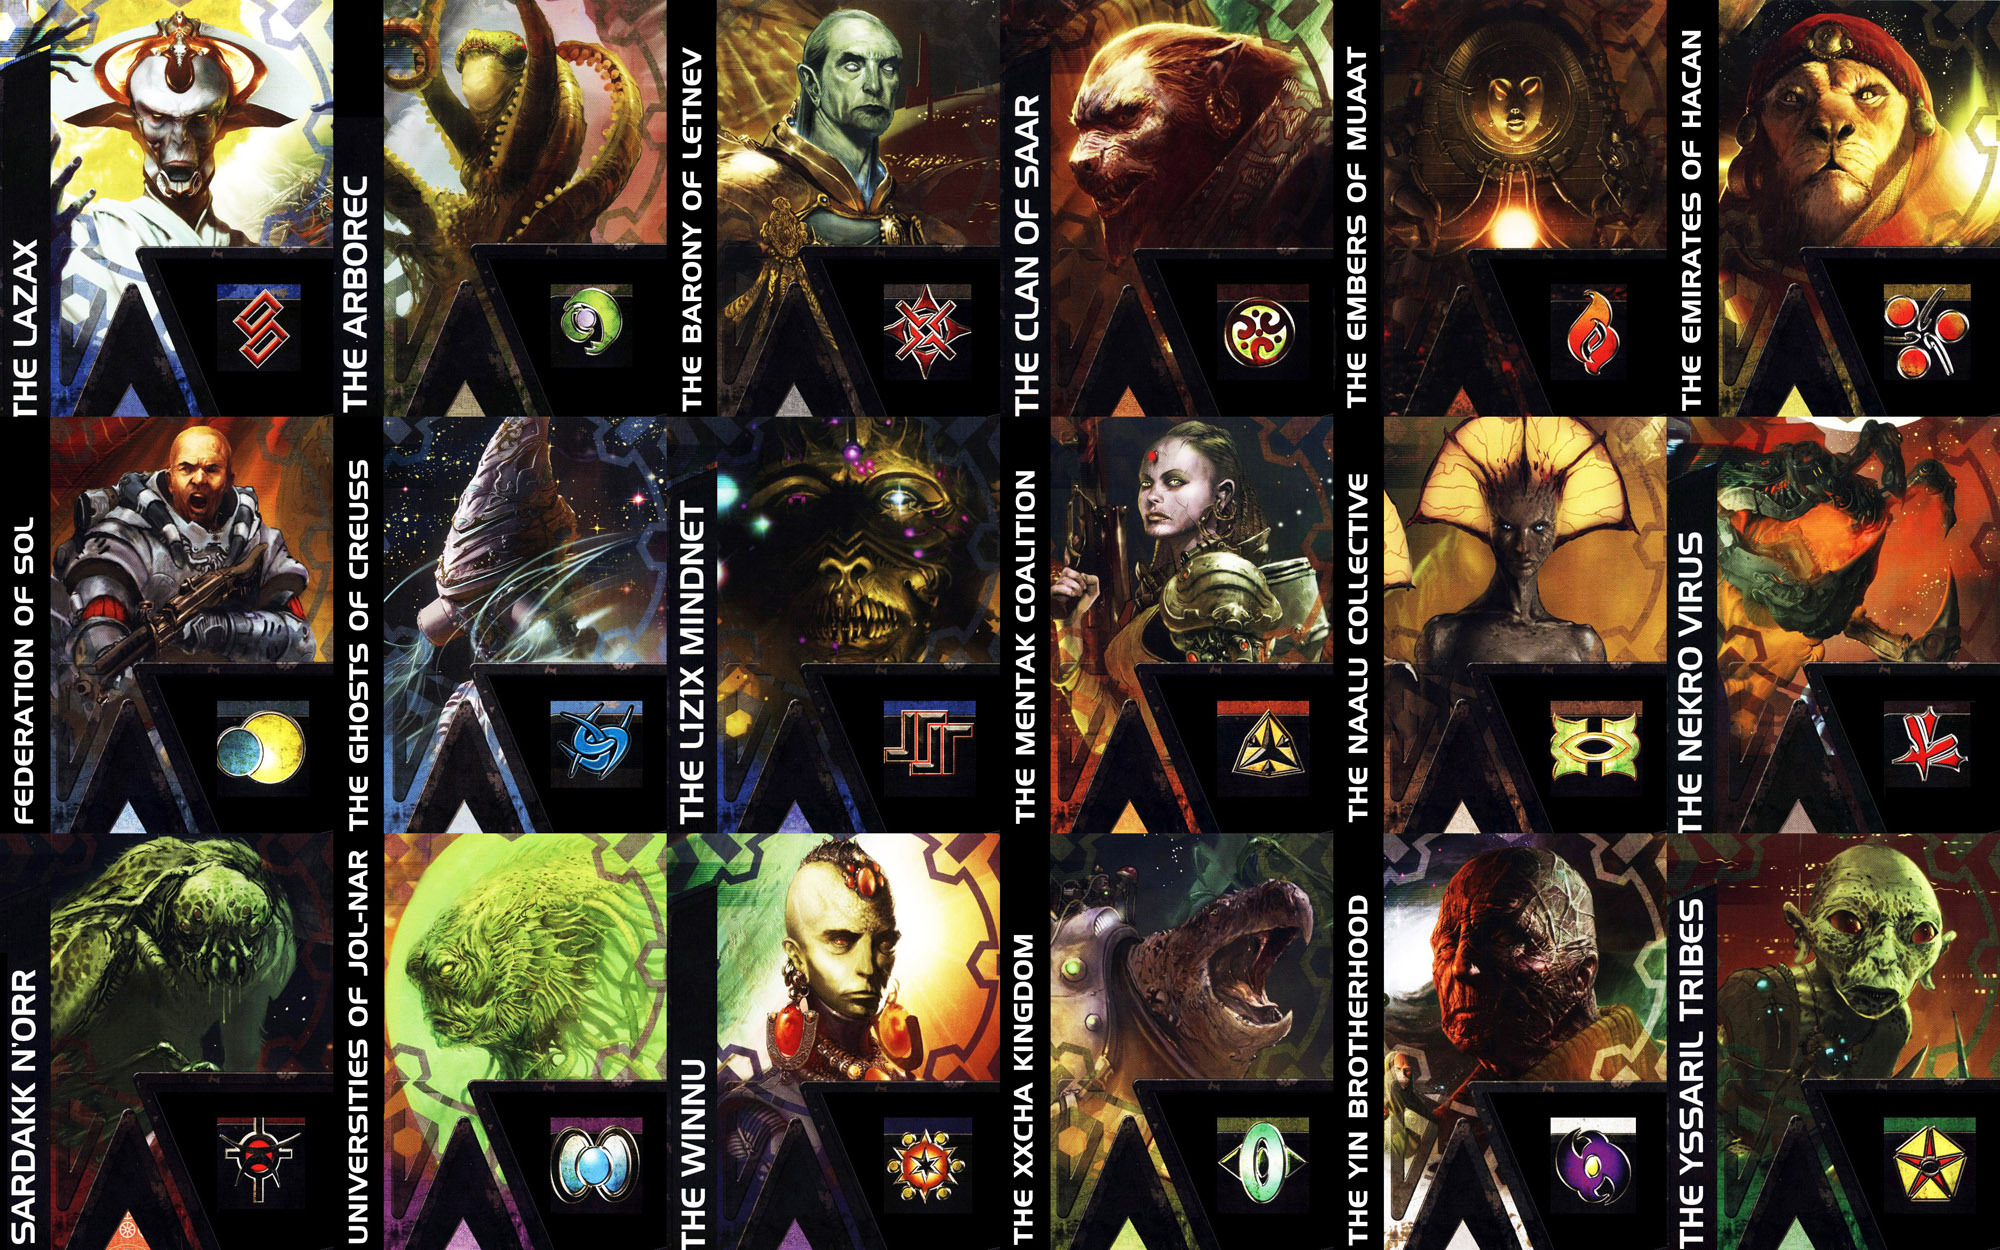 THE LAZAX
THE ARBOREC
THE BARONY OF LETNEV
THE CLAN OF SAAR
THE EMBERS OF MUAAT
THE EMIRATES OF HACAN
FEDERATION OF SOL
THE GHOSTS OF CREUSS
THE LIZIX MINDNET
THE MENTAK COALITION
THE NAALU COLLECTIVE
THE NEKRO VIRUS
SARDAKK N'ORR
UNIVERSITIES OF JOL-NAR
THE WINNU
THE XXCHA KINGDOM
THE YIN BROTHERHOOD
THE YSSARIL TRIBES